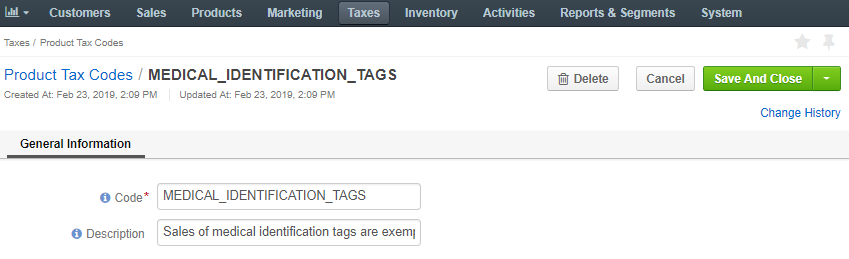 Customers Sales Products Marketing Taxes Inventory Activities Reports & Segments System
Taxes / Product Tax Codes
Product Tax Codes / MEDICAL_IDENTIFICATION_TAGS
Delete Cancel Save And Close
Created At: Feb 23, 2019, 2:09 PM Updated At: Feb 23, 2019, 2:09 PM
Change History
General Information
Code* MEDICAL_IDENTIFICATION_TAGS
Description Sales of medical identification tags are exemp